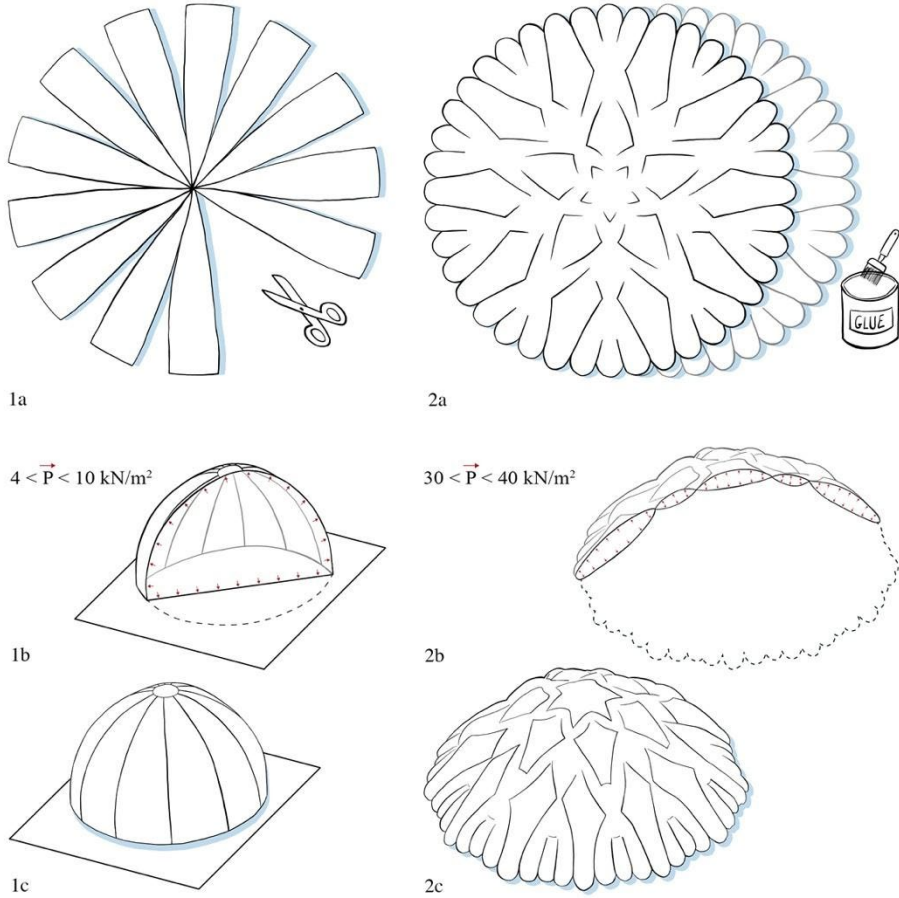 GLUE
1a
2a
4 < P⃗ < 10 kN/m²
30 < P⃗ < 40 kN/m²
1b
2b
1c
2c